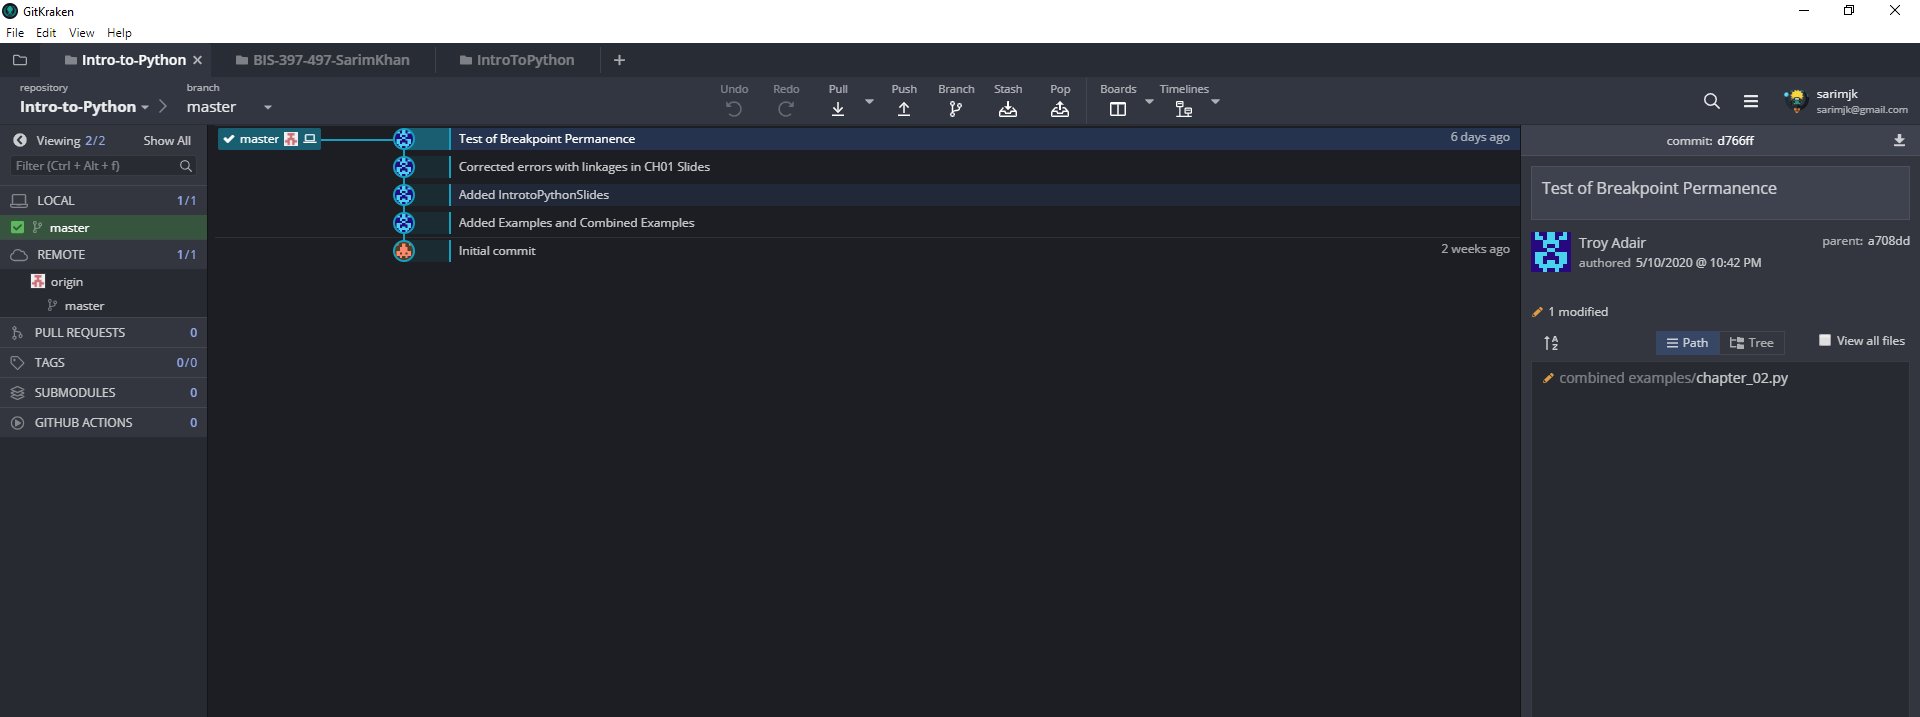 GitKraken
File Edit View Help
Intro-to-Python BIS-397-497-SarimKhan IntroToPython
repository branch
Intro-to-Python master
Undo Redo Pull Push Branch Stash Pop Boards Timelines
sarimjk
sarimjk@gmail.com
Viewing 2/2 Show All
Filter (Ctrl + Alt + f)
LOCAL 1/1
master
REMOTE 1/1
origin
master
PULL REQUESTS 0
TAGS 0/0
SUBMODULES 0
GITHUB ACTIONS 0
master Test of Breakpoint Permanence 6 days ago
Corrected errors with linkages in CH01 Slides
Added IntrotoPythonSlides
Added Examples and Combined Examples
Initial commit 2 weeks ago
commit: d766ff
Test of Breakpoint Permanence
Troy Adair parent: a708dd
authored 5/10/2020 @ 10:42 PM
1 modified
A Z Path Tree View all files
combined examples/chapter_02.py